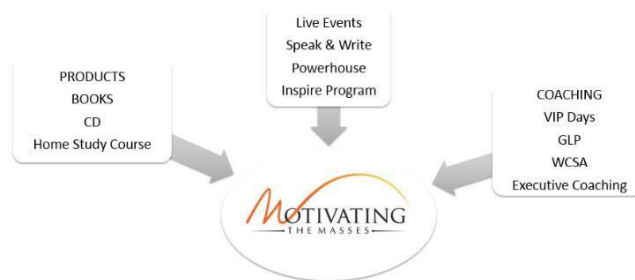 Live Events
Speak & Write
Powerhouse
Inspire Program
PRODUCTS
BOOKS
CD
Home Study Course
COACHING
VIP Days
GLP
WCSA
Executive Coaching
MOTIVATING
THE MASSES